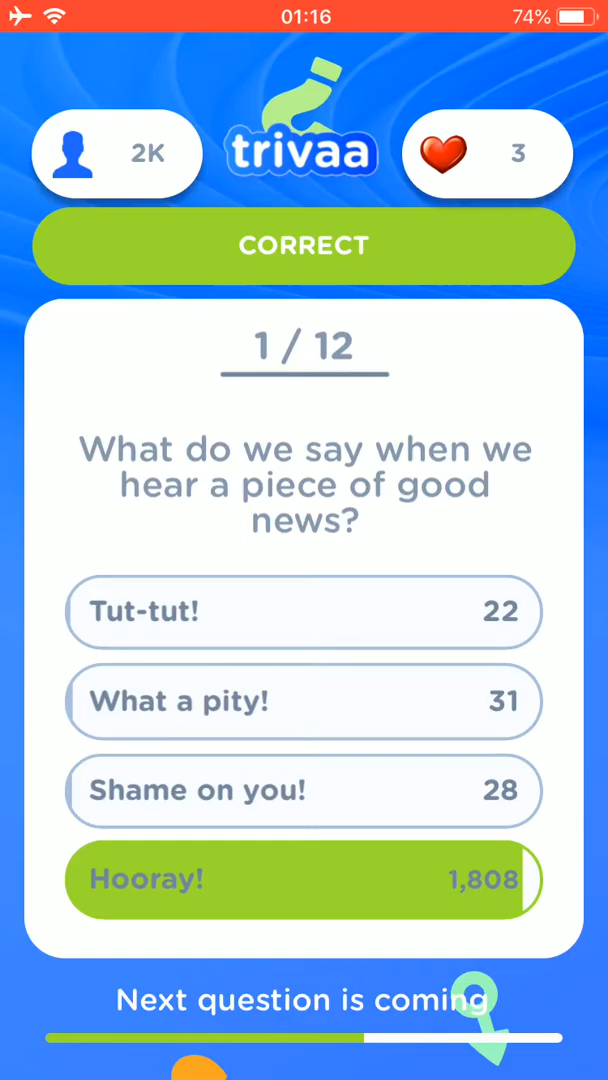 01:16
74%
2K
trivaa
3
CORRECT
1 / 12
What do we say when we
hear a piece of good
news?
Tut-tut! 22
What a pity! 31
Shame on you! 28
Hooray! 1,808
Next question is coming